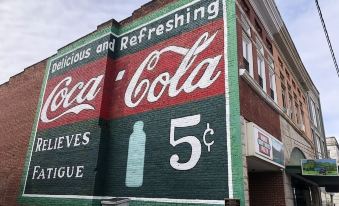 Delicious and Refreshing
Coca-Cola
RELIEVES
FATIGUE
5¢